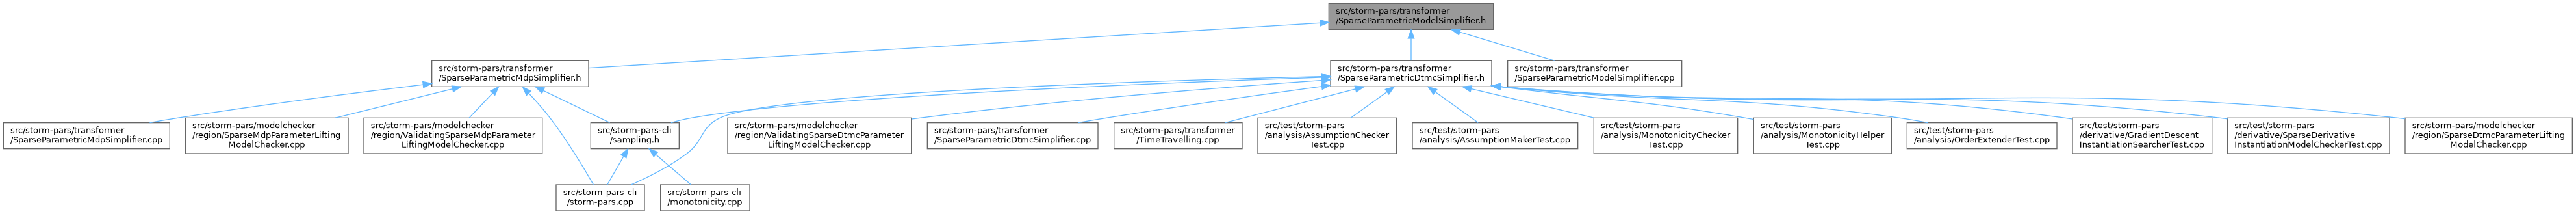 src/storm-pars/transformer
/SparseParametricModelSimplifier.h
src/storm-pars/transformer
/SparseParametricMdpSimplifier.h
src/storm-pars/transformer
/SparseParametricDtmcSimplifier.h
src/storm-pars/transformer
/SparseParametricModelSimplifier.cpp
src/storm-pars/transformer
/SparseParametricMdpSimplifier.cpp
src/storm-pars/modelchecker
/region/SparseMdpParameterLifting
ModelChecker.cpp
src/storm-pars/modelchecker
/region/ValidatingSparseMdpParameter
LiftingModelChecker.cpp
src/storm-pars-cli
/sampling.h
src/storm-pars/modelchecker
/region/ValidatingSparseDtmcParameter
LiftingModelChecker.cpp
src/storm-pars/transformer
/SparseParametricDtmcSimplifier.cpp
src/storm-pars/transformer
/TimeTravelling.cpp
src/test/storm-pars
/analysis/AssumptionChecker
Test.cpp
src/test/storm-pars
/analysis/AssumptionMakerTest.cpp
src/test/storm-pars
/analysis/MonotonicityChecker
Test.cpp
src/test/storm-pars
/analysis/MonotonicityHelper
Test.cpp
src/test/storm-pars
/analysis/OrderExtenderTest.cpp
src/test/storm-pars
/derivative/GradientDescent
InstantiationSearcherTest.cpp
src/test/storm-pars
/derivative/SparseDerivative
InstantiationModelCheckerTest.cpp
src/storm-pars/modelchecker
/region/SparseDtmcParameterLifting
ModelChecker.cpp
src/storm-pars-cli
/storm-pars.cpp
src/storm-pars-cli
/monotonicity.cpp